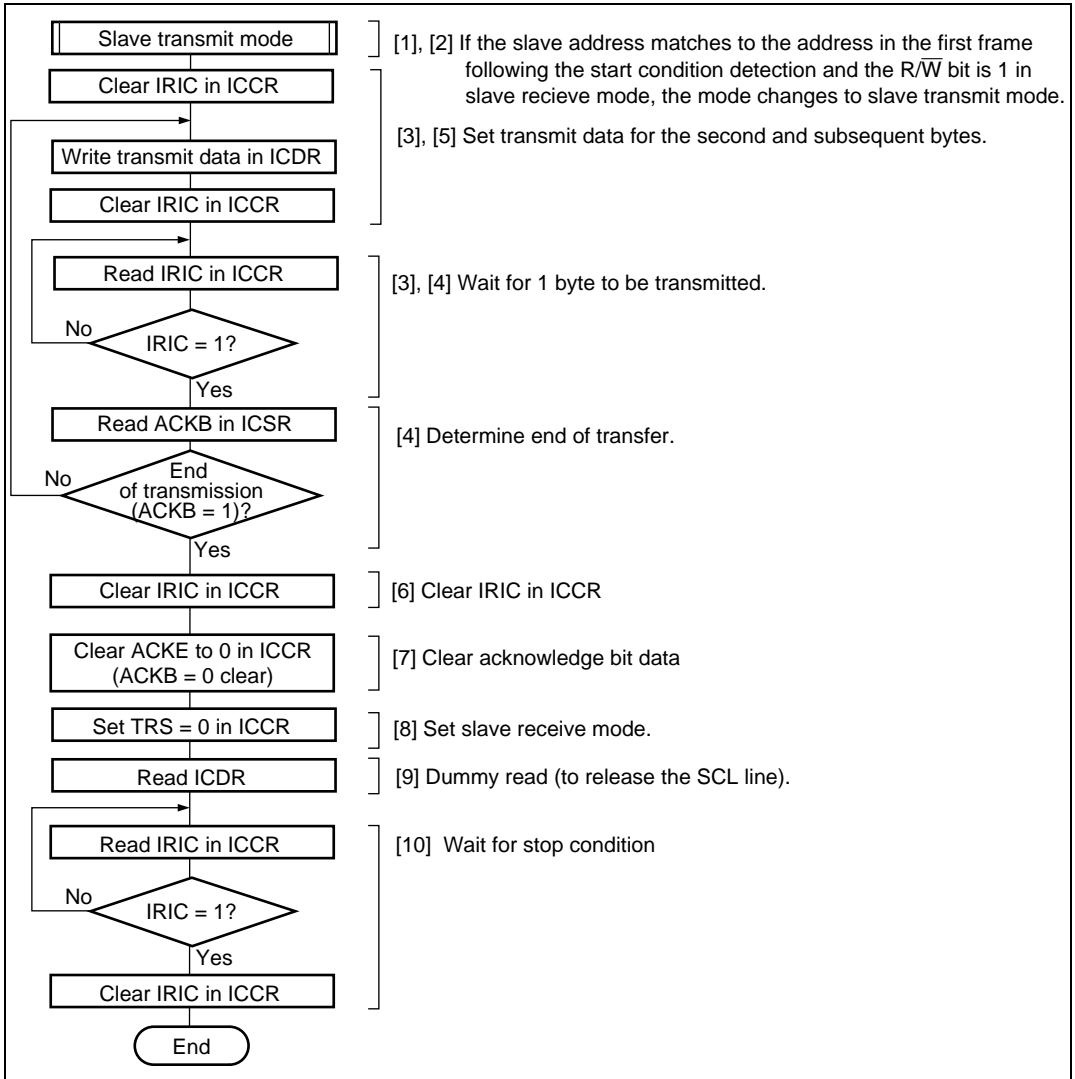 Slave transmit mode
[1], [2] If the slave address matches to the address in the first frame
following the start condition detection and the R/W̅ bit is 1 in
slave recieve mode, the mode changes to slave transmit mode.
Clear IRIC in ICCR
[3], [5] Set transmit data for the second and subsequent bytes.
Write transmit data in ICDR
Clear IRIC in ICCR
Read IRIC in ICCR
[3], [4] Wait for 1 byte to be transmitted.
No
IRIC = 1?
Yes
Read ACKB in ICSR
[4] Determine end of transfer.
No
End
of transmission
(ACKB = 1)?
Yes
Clear IRIC in ICCR
[6] Clear IRIC in ICCR
Clear ACKE to 0 in ICCR
(ACKB = 0 clear)
[7] Clear acknowledge bit data
Set TRS = 0 in ICCR
[8] Set slave receive mode.
Read ICDR
[9] Dummy read (to release the SCL line).
Read IRIC in ICCR
[10] Wait for stop condition
No
IRIC = 1?
Yes
Clear IRIC in ICCR
End